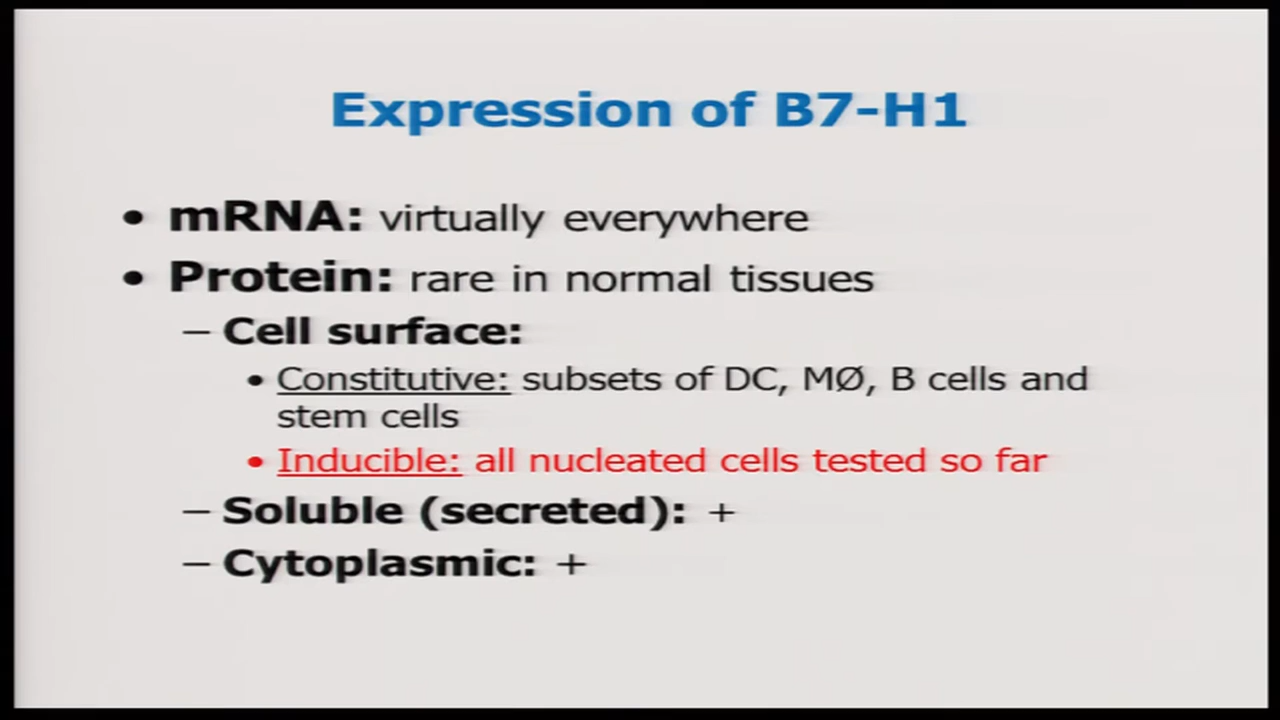 Expression of B7-H1
• mRNA: virtually everywhere
• Protein: rare in normal tissues
– Cell surface:
• Constitutive: subsets of DC, MØ, B cells and
stem cells
• Inducible: all nucleated cells tested so far
– Soluble (secreted): +
– Cytoplasmic: +